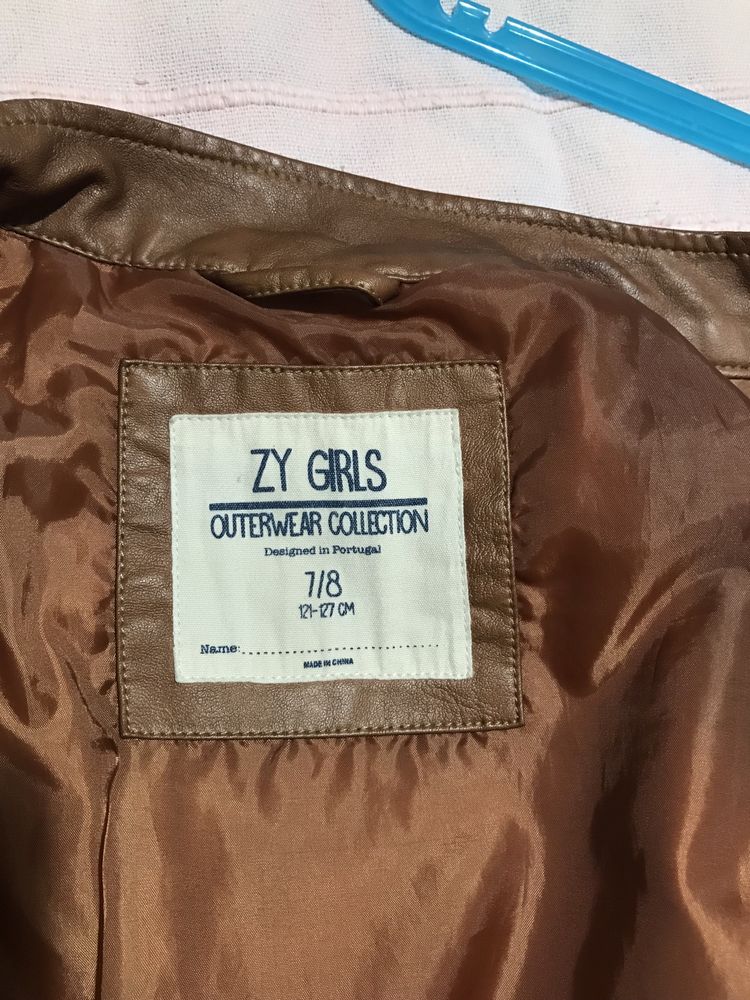 ZY GIRLS
OUTERWEAR COLLECTION
Designed in Portugal
7/8
121-127 CM
Name:..........................................
MADE IN CHINA